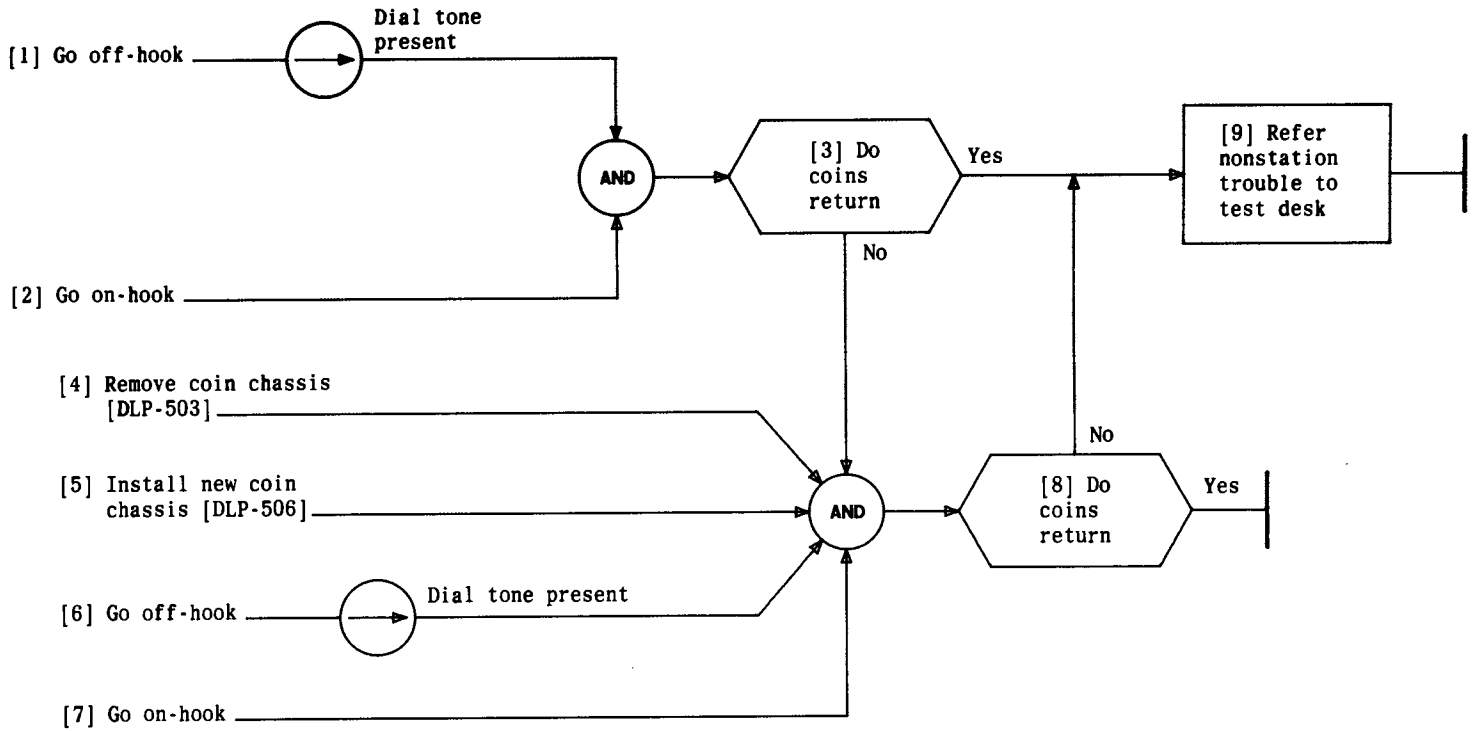 [1] Go off-hook
Dial tone
present
AND
[2] Go on-hook
[3] Do
coins
return
Yes
No
[9] Refer
nonstation
trouble to
test desk
[4] Remove coin chassis
[DLP-503]
[5] Install new coin
chassis [DLP-506]
[6] Go off-hook
Dial tone present
[7] Go on-hook
AND
[8] Do
coins
return
No
Yes